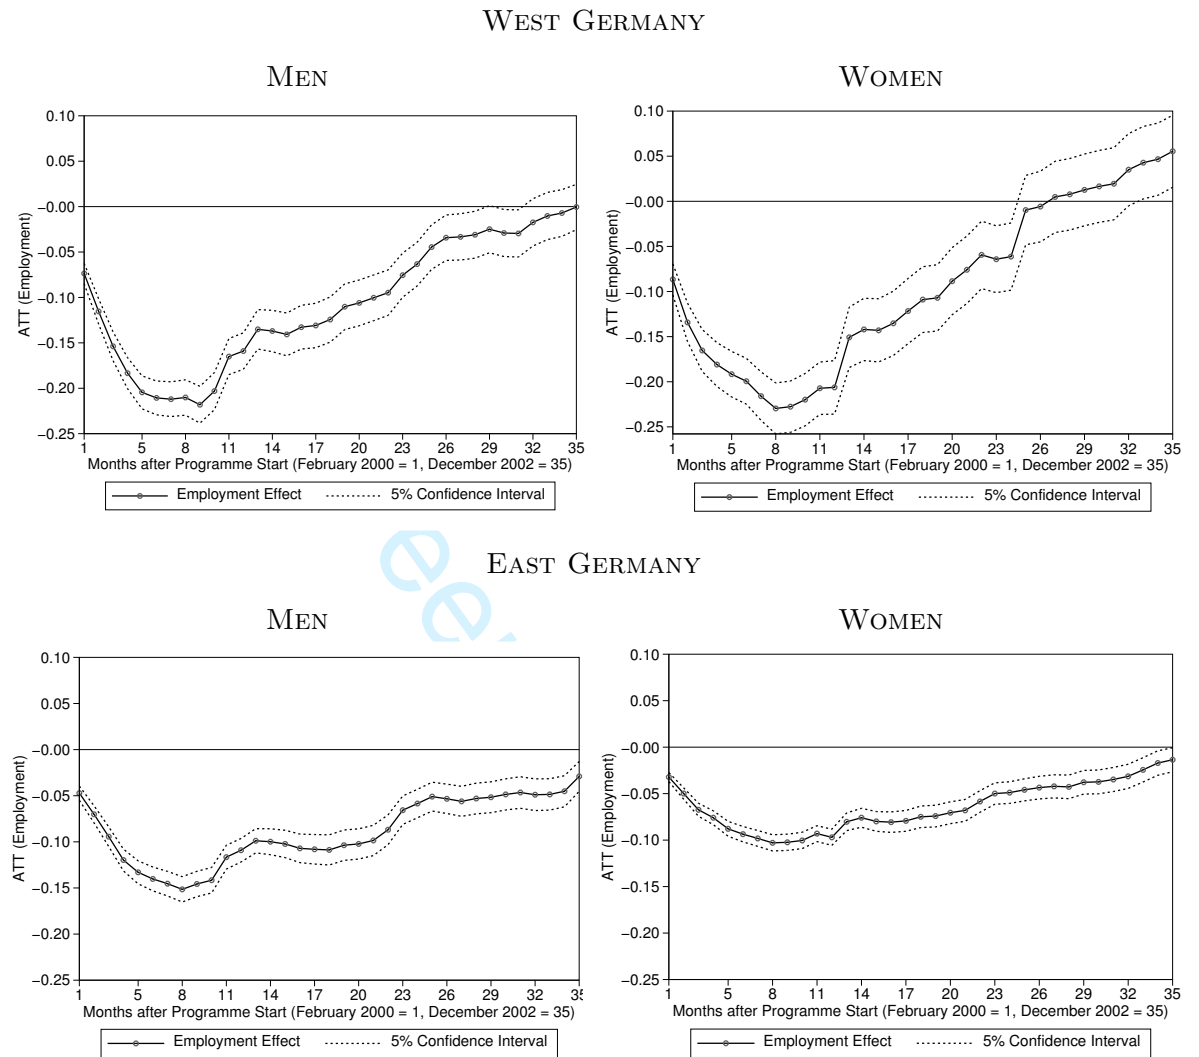 WEST GERMANY
MEN
WOMEN
0.10
0.05
−0.00
−0.05
−0.10
−0.15
−0.20
−0.25
ATT (Employment)
1 5 8 11 14 17 20 23 26 29 32 35
Months after Programme Start (February 2000 = 1, December 2002 = 35)
Employment Effect 5% Confidence Interval
0.10
0.05
−0.00
−0.05
−0.10
−0.15
−0.20
−0.25
ATT (Employment)
1 5 8 11 14 17 20 23 26 29 32 35
Months after Programme Start (February 2000 = 1, December 2002 = 35)
Employment Effect 5% Confidence Interval
EAST GERMANY
MEN
WOMEN
0.10
0.05
−0.00
−0.05
−0.10
−0.15
−0.20
−0.25
ATT (Employment)
1 5 8 11 14 17 20 23 26 29 32 35
Months after Programme Start (February 2000 = 1, December 2002 = 35)
Employment Effect 5% Confidence Interval
0.10
0.05
−0.00
−0.05
−0.10
−0.15
−0.20
−0.25
ATT (Employment)
1 5 8 11 14 17 20 23 26 29 32 35
Months after Programme Start (February 2000 = 1, December 2002 = 35)
Employment Effect 5% Confidence Interval